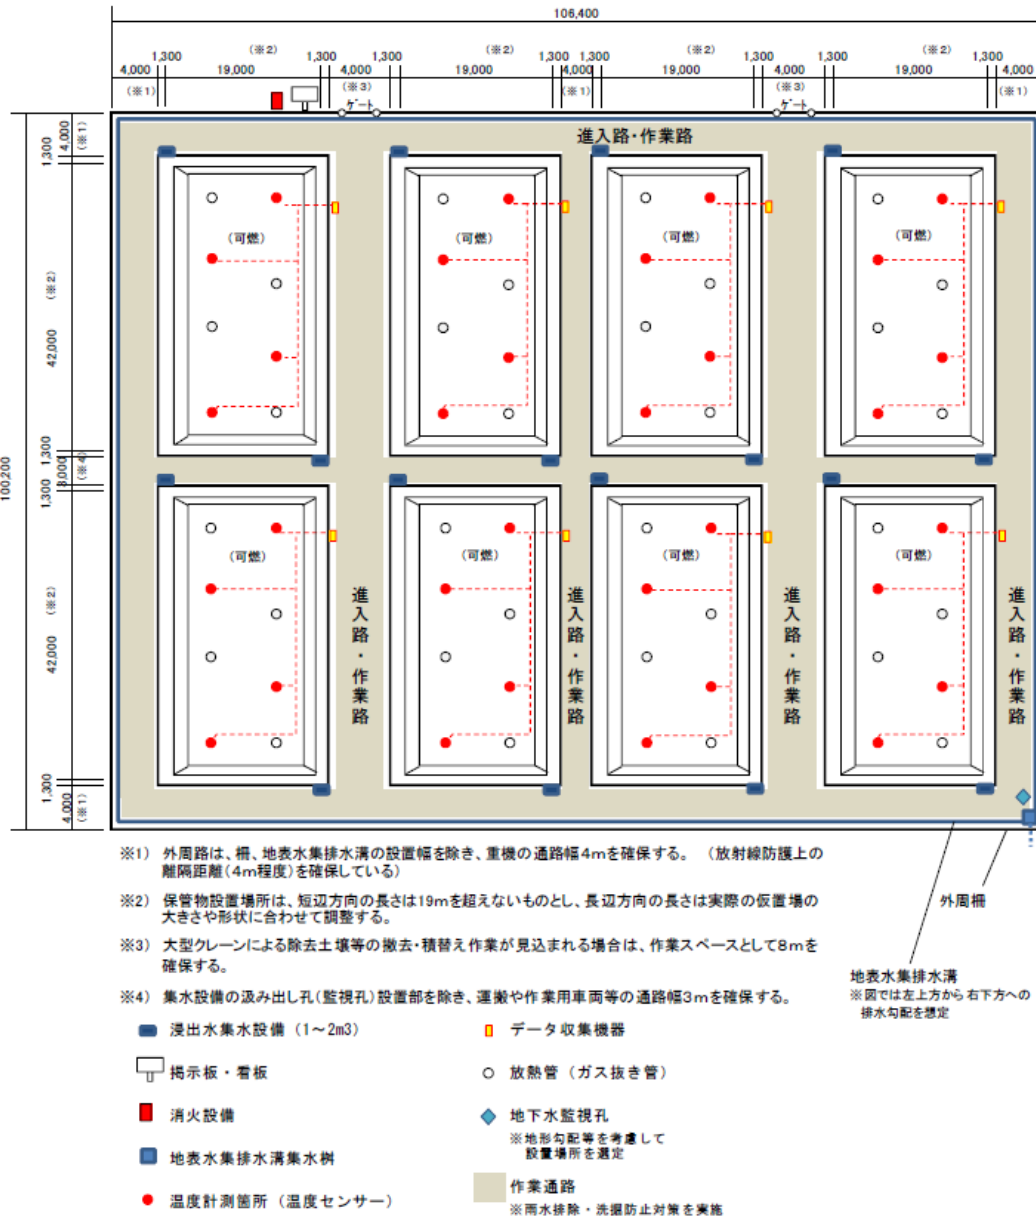 106,400
(※2)
(※2)
(※2)
(※2)
1,300
1,300
1,300
1,300
1,300
1,300
1,300
1,300
4,000
19,000
4,000
19,000
4,000
19,000
4,000
19,000
4,000
(※1)
(※3)
(※1)
(※3)
(※1)
ゲート
ゲート
進入路・作業路
4,000
(※1)
1,300
(※2)
42,000
1,300
3,000
(※4)
1,300
100,200
(※2)
42,000
1,300
4,000
(※1)
(可燃)
(可燃)
(可燃)
(可燃)
(可燃)
(可燃)
(可燃)
(可燃)
進入路・作業路
進入路・作業路
進入路・作業路
進入路・作業路
※1) 外周路は、柵、地表水集排水溝の設置幅を除き、重機の通路幅4mを確保する。 (放射線防護上の
離隔距離(4m程度)を確保している)
※2) 保管物設置場所は、短辺方向の長さは19mを超えないものとし、長辺方向の長さは実際の仮置場の
大きさや形状に合わせて調整する。
※3) 大型クレーンによる除去土壌等の撤去・積替え作業が見込まれる場合は、作業スペースとして8mを
確保する。
※4) 集水設備の汲み出し孔(監視孔)設置部を除き、運搬や作業用車両等の通路幅3mを確保する。
外周柵
地表水集排水溝
※図では左上方から右下方への
排水勾配を想定
浸出水集水設備(1~2m3)
データ収集機器
掲示板・看板
放熱管(ガス抜き管)
消火設備
地下水監視孔
※地形勾配等を考慮して
設置場所を選定
地表水集排水溝集水桝
温度計測箇所(温度センサー)
作業通路
※雨水排除・洗掘防止対策を実施